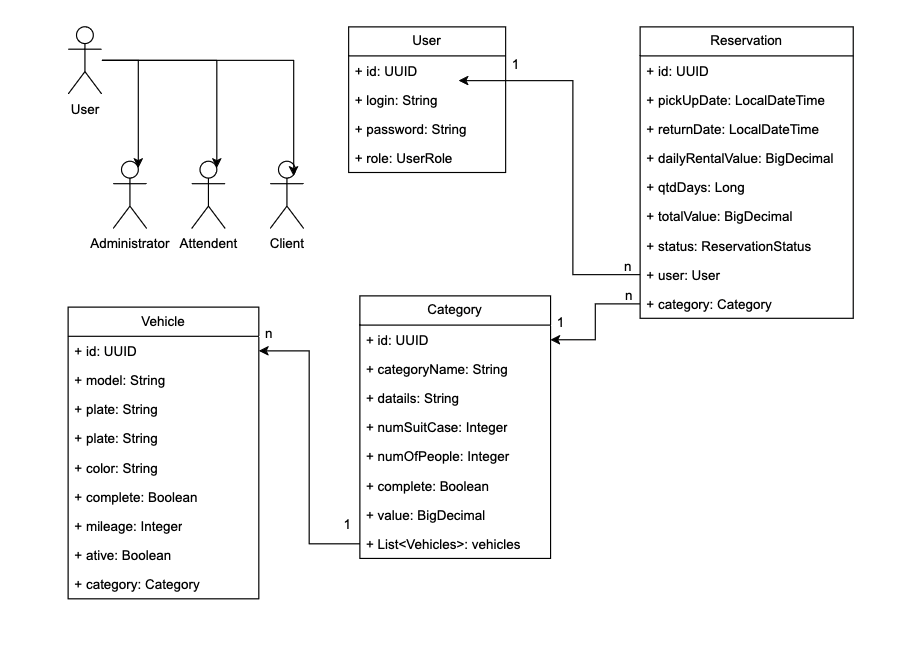 User
Administrator
Attendent
Client
User
+ id: UUID
+ login: String
+ password: String
+ role: UserRole
1
Reservation
+ id: UUID
+ pickUpDate: LocalDateTime
+ returnDate: LocalDateTime
+ dailyRentalValue: BigDecimal
+ qtdDays: Long
+ totalValue: BigDecimal
+ status: ReservationStatus
+ user: User
+ category: Category
n
n
Vehicle
+ id: UUID
+ model: String
+ plate: String
+ plate: String
+ color: String
+ complete: Boolean
+ mileage: Integer
+ ative: Boolean
+ category: Category
n
Category
+ id: UUID
+ categoryName: String
+ datails: String
+ numSuitCase: Integer
+ numOfPeople: Integer
+ complete: Boolean
+ value: BigDecimal
+ List<Vehicles>: vehicles
1
1